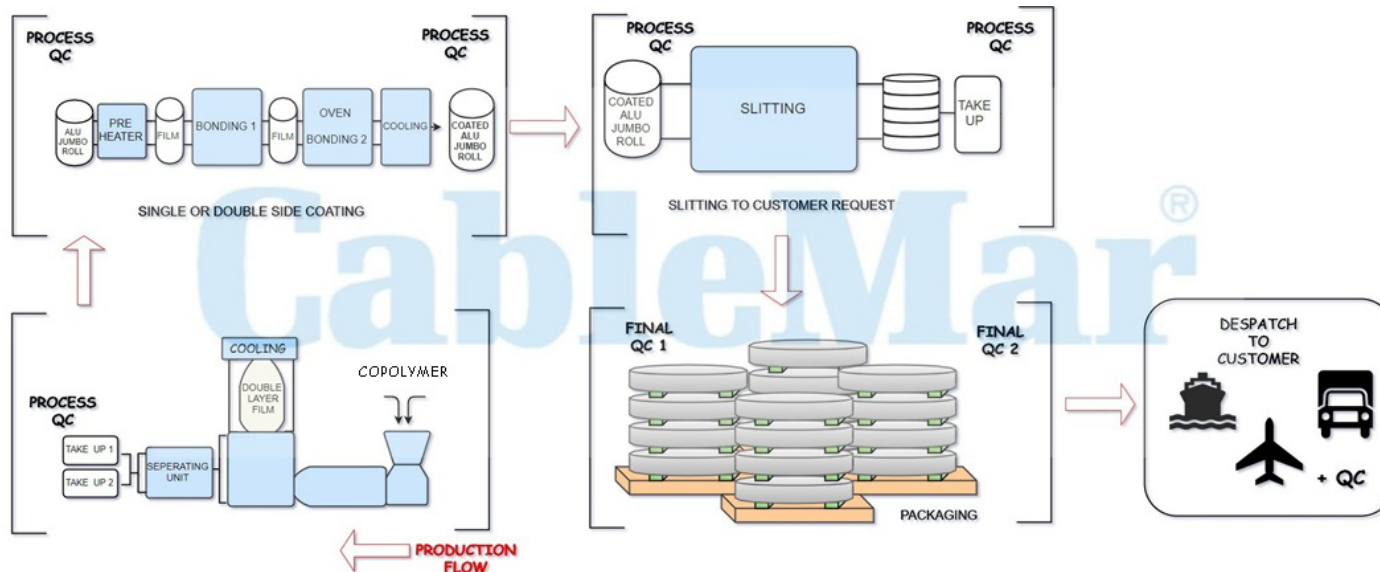 PROCESS
QC
PROCESS
QC
ALU
JUMBO
ROLL
PRE
HEATER
FILM
BONDING 1
FILM
OVEN
BONDING 2
COOLING
COATED
ALU
JUMBO
ROLL
SINGLE OR DOUBLE SIDE COATING
PROCESS
QC
PROCESS
QC
COATED
ALU
JUMBO
ROLL
SLITTING
TAKE
UP
SLITTING TO CUSTOMER REQUEST
CableMar®
PROCESS
QC
TAKE UP 1
TAKE UP 2
SEPERATING
UNIT
COOLING
DOUBLE
LAYER
FILM
COPOLYMER
PRODUCTION
FLOW
FINAL
QC 1
FINAL
QC 2
PACKAGING
DESPATCH
TO
CUSTOMER
+ QC